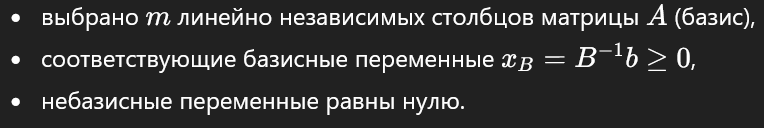 • выбрано m линейно независимых столбцов матрицы A (базис),
• соответствующие базисные переменные x_B = B^{-1}b ≥ 0,
• небазисные переменные равны нулю.